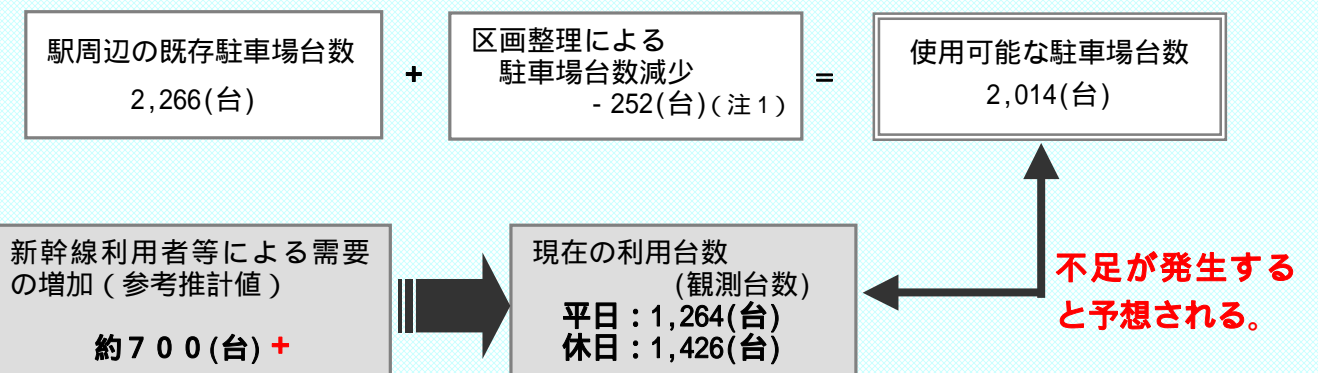 駅周辺の既存駐車場台数
2,266(台)
+
区画整理による
駐車場台数減少
- 252(台)(注1)
=
使用可能な駐車場台数
2,014(台)
新幹線利用者等による需要
の増加(参考推計値)
約700(台)+
現在の利用台数
(観測台数)
平日:1,264(台)
休日:1,426(台)
不足が発生する
と予想される。